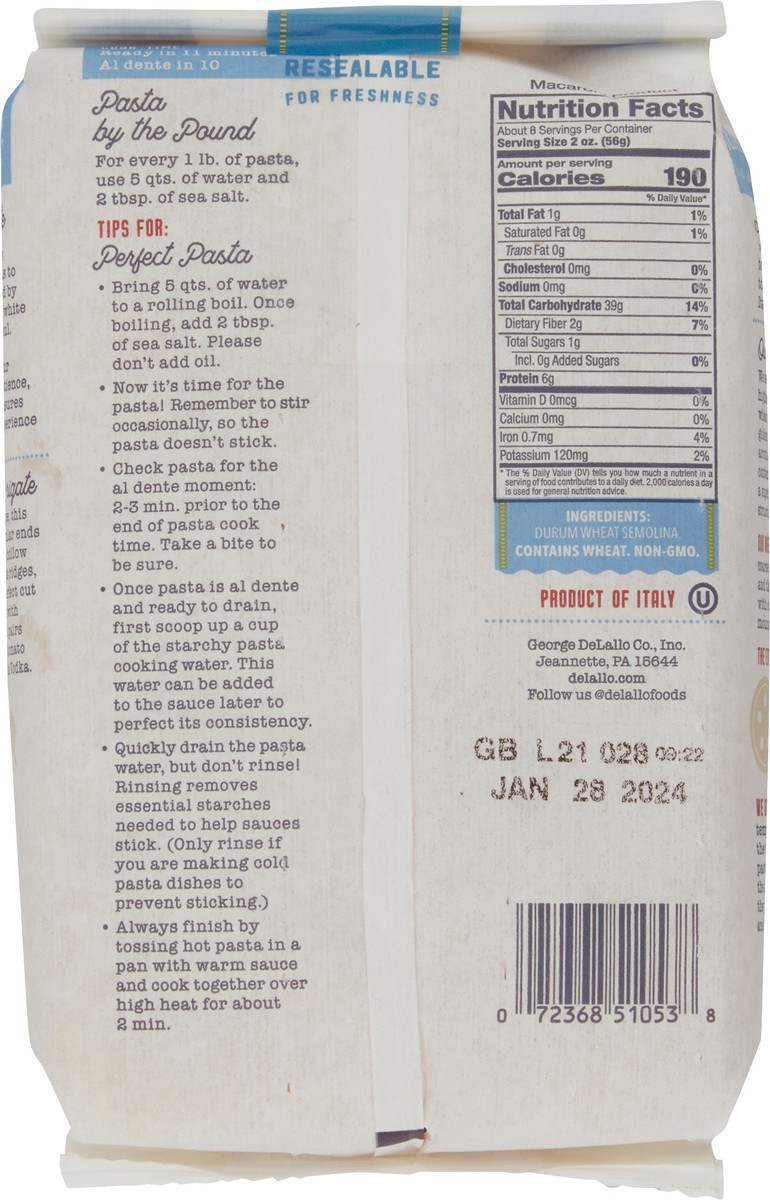 Ready in 11 minutes
Al dente in 10
RESEALABLE
FOR FRESHNESS
Pasta
by the Pound
For every 1 lb. of pasta,
use 5 qts. of water and
2 tbsp. of sea salt.
TIPS FOR:
Perfect Pasta
• Bring 5 qts. of water
to a rolling boil. Once
boiling, add 2 tbsp.
of sea salt. Please
don't add oil.
• Now it's time for the
pasta! Remember to stir
occasionally, so the
pasta doesn't stick.
• Check pasta for the
al dente moment:
2-3 min. prior to the
end of pasta cook
time. Take a bite to
be sure.
• Once pasta is al dente
and ready to drain,
first scoop up a cup
of the starchy pasta
cooking water. This
water can be added
to the sauce later to
perfect its consistency.
• Quickly drain the pasta
water, but don't rinse!
Rinsing removes
essential starches
needed to help sauces
stick. (Only rinse if
you are making cold
pasta dishes to
prevent sticking.)
• Always finish by
tossing hot pasta in a
pan with warm sauce
and cook together over
high heat for about
2 min.
Nutrition Facts
About 8 Servings Per Container
Serving Size 2 oz. (56g)
Amount per serving
Calories 190
% Daily Value*
Total Fat 1g 1%
Saturated Fat 0g 1%
Trans Fat 0g
Cholesterol 0mg 0%
Sodium 0mg 0%
Total Carbohydrate 39g 14%
Dietary Fiber 2g 7%
Total Sugars 1g
Incl. 0g Added Sugars 0%
Protein 6g
Vitamin D 0mcg 0%
Calcium 0mg 0%
Iron 0.7mg 4%
Potassium 120mg 2%
* The % Daily Value (DV) tells you how much a nutrient in a
serving of food contributes to a daily diet. 2,000 calories a day
is used for general nutrition advice.
INGREDIENTS:
DURUM WHEAT SEMOLINA
CONTAINS WHEAT. NON-GMO.
PRODUCT OF ITALY U
George DeLallo Co., Inc.
Jeannette, PA 15644
delallo.com
Follow us @delallofoods
GB L21 028 09:22
JAN 28 2024
0 72368 51053 8